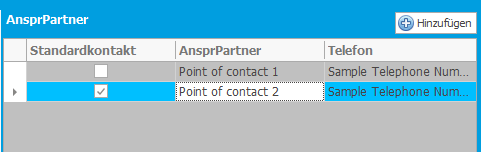 AnsprPartner
Hinzufügen
Standardkontakt AnsprPartner Telefon
Point of contact 1 Sample Telephone Num...
Point of contact 2 Sample Telephone Num...